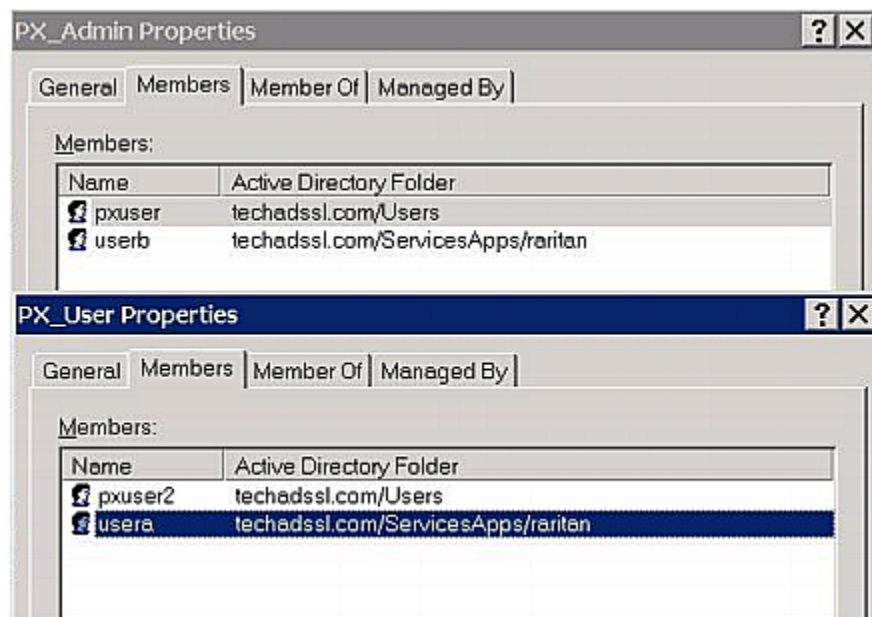 PX_Admin Properties
General Members Member Of Managed By
Members:
Name Active Directory Folder
pxuser techadssl.com/Users
userb techadssl.com/ServicesApps/raritan
PX_User Properties
General Members Member Of Managed By
Members:
Name Active Directory Folder
pxuser2 techadssl.com/Users
usera techadssl.com/ServicesApps/raritan